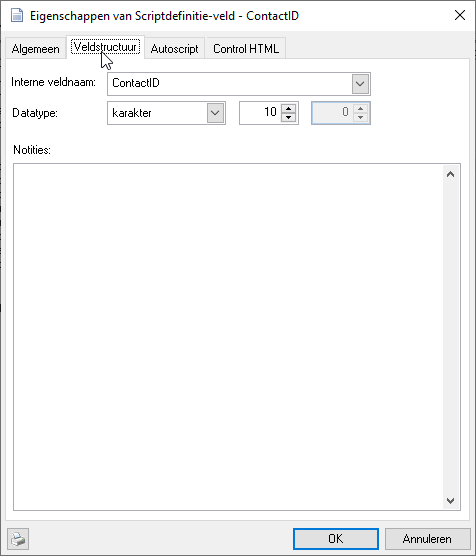 Eigenschappen van Scriptdefinitie-veld - ContactID
Algemeen Veldstructuur Autoscript Control HTML
Interne veldnaam: ContactID
Datatype: karakter 10 0
Notities:
OK Annuleren